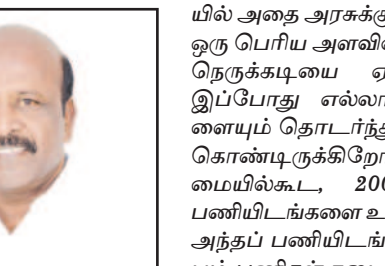 யில் அதை அரசுக்கு
ஒரு பெரிய அளவி
நெருக்கடியை ஏ
இப்போது எல்லா
ளையும் தொடர்ந்து
கொண்டிருக்கிறோ
மையில்கூட, 200
பணியிடங்களை உ
அந்தப் பணியிடங்